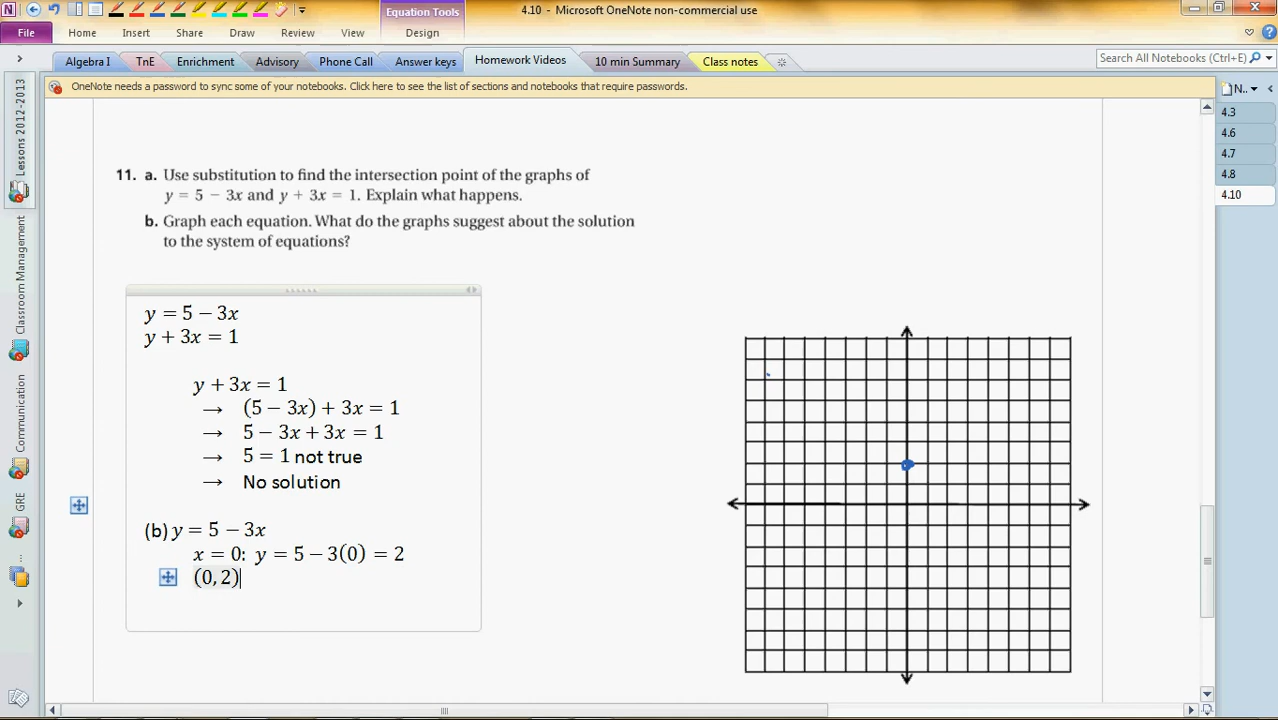 4.10 - Microsoft OneNote non-commercial use
Equation Tools
File
Home
Insert
Share
Draw
Review
View
Design
Algebra I
TnE
Enrichment
Advisory
Phone Call
Answer keys
Homework Videos
10 min Summary
Class notes
Search All Notebooks (Ctrl+E)
OneNote needs a password to sync some of your notebooks. Click here to see the list of sections and notebooks that require passwords.
N..
4.3
4.6
4.7
4.8
4.10
Lessons 2012-2013
Classroom Management
Communication
GRE
...
11. a. Use substitution to find the intersection point of the graphs of
y = 5 − 3x and y + 3x = 1. Explain what happens.
b. Graph each equation. What do the graphs suggest about the solution
to the system of equations?
y = 5 − 3x
y + 3x = 1
y + 3x = 1
→ (5 − 3x) + 3x = 1
→ 5 − 3x + 3x = 1
→ 5 = 1 not true
→ No solution
(b) y = 5 − 3x
x = 0: y = 5 − 3(0) = 2
(0, 2)